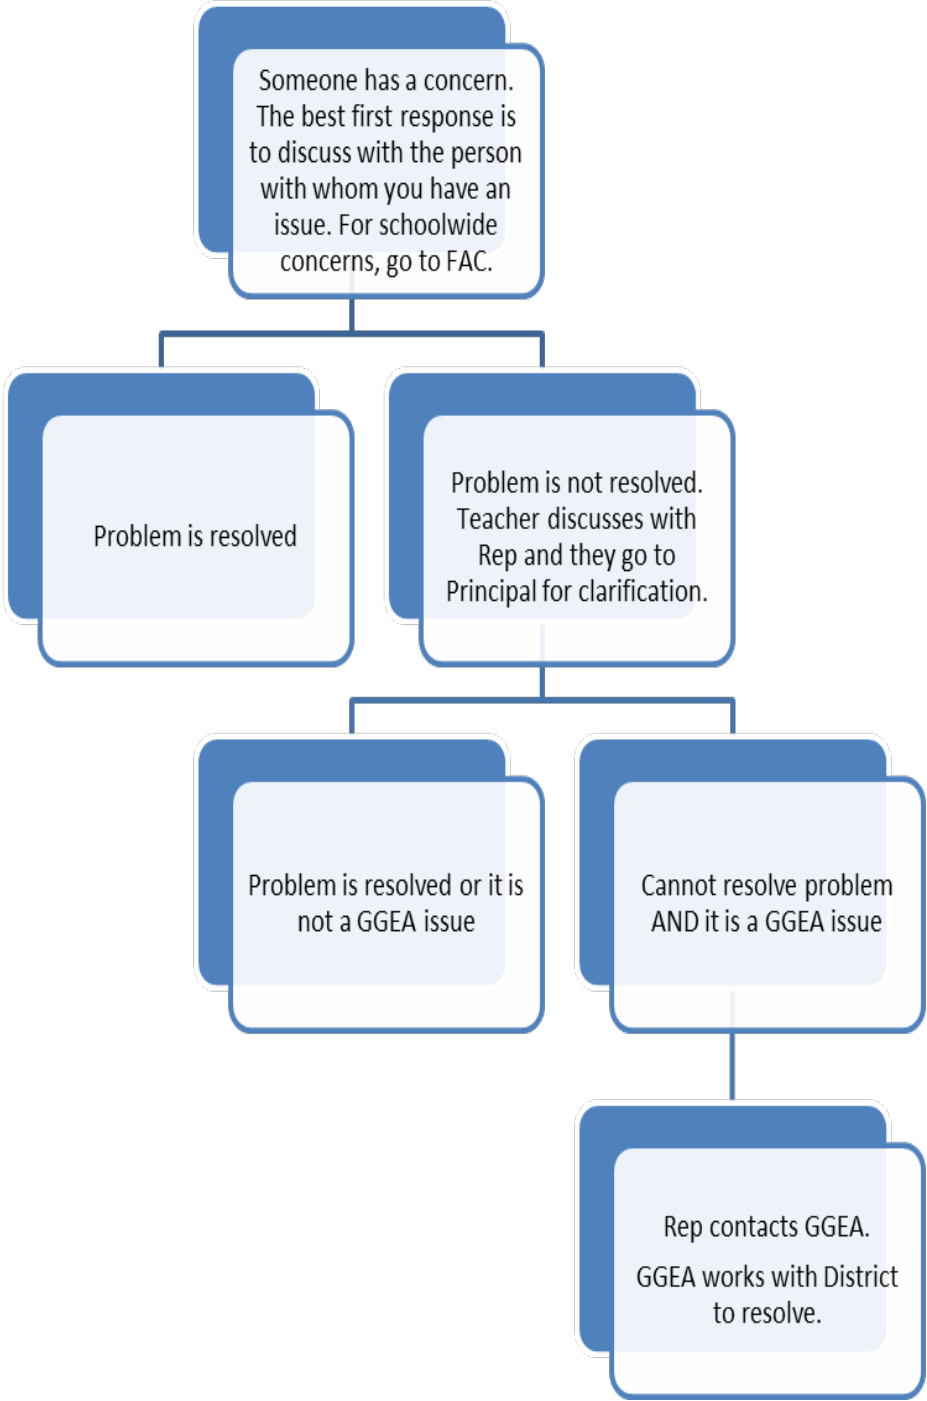 Someone has a concern.
The best first response is
to discuss with the person
with whom you have an
issue. For schoolwide
concerns, go to FAC.
Problem is resolved
Problem is not resolved.
Teacher discusses with
Rep and they go to
Principal for clarification.
Problem is resolved or it is
not a GGEA issue
Cannot resolve problem
AND it is a GGEA issue
Rep contacts GGEA.
GGEA works with District
to resolve.